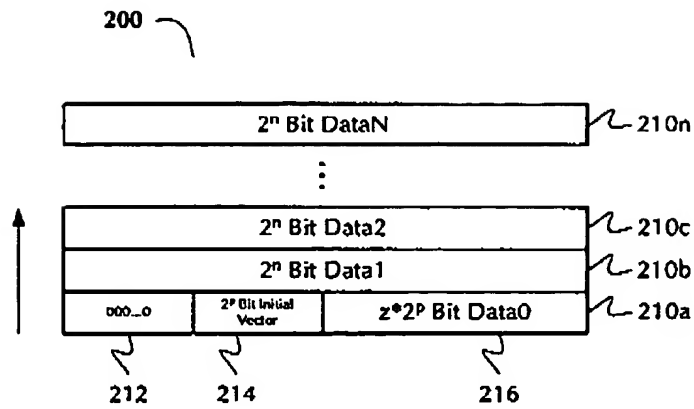 200
2ⁿ Bit DataN 210n
2ⁿ Bit Data2 210c
2ⁿ Bit Data1 210b
000...0 2ᵖ Bit Initial Vector z*2ᵖ Bit Data0 210a
212 214 216